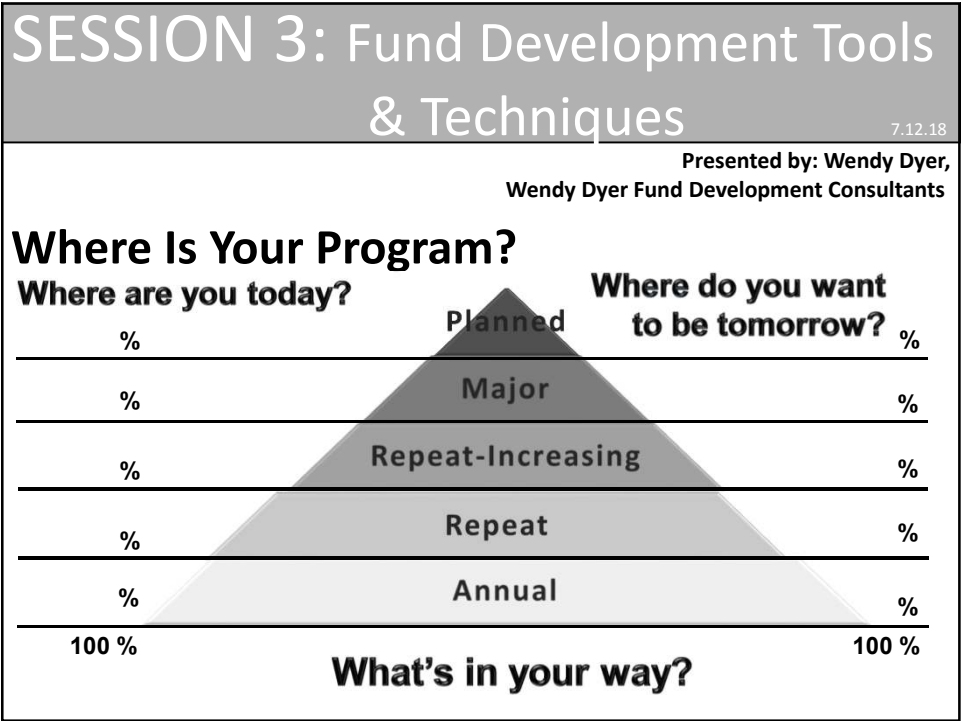 SESSION 3: Fund Development Tools
& Techniques
7.12.18
Presented by: Wendy Dyer,
Wendy Dyer Fund Development Consultants
Where Is Your Program?
Where are you today?
Where do you want
to be tomorrow?
% Planned %
% Major %
% Repeat-Increasing %
% Repeat %
% Annual %
100 % 100 %
What's in your way?